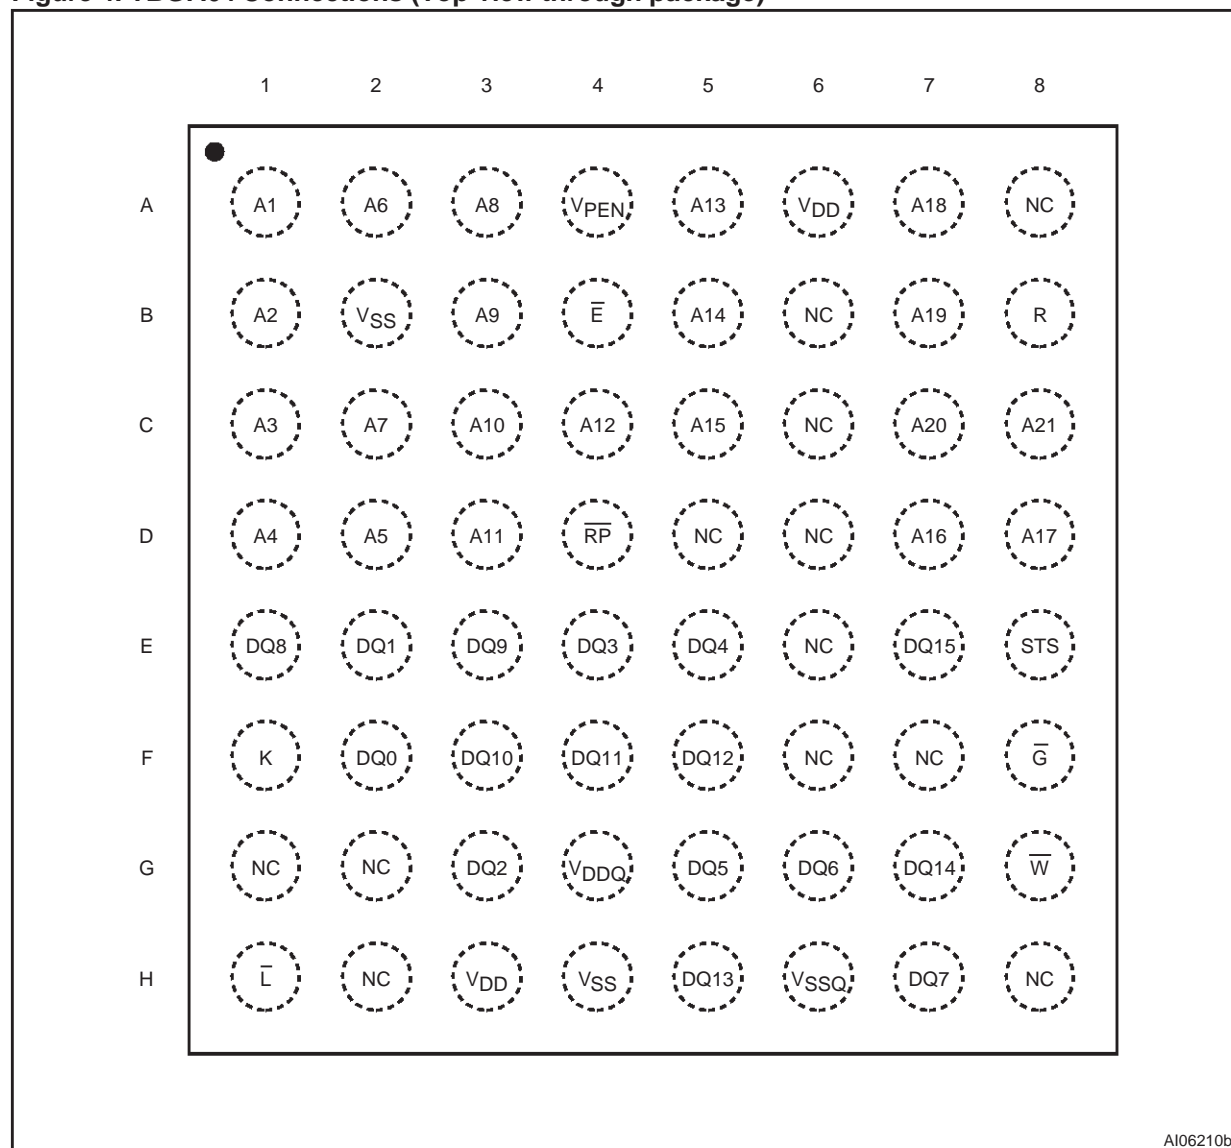 1 2 3 4 5 6 7 8
A A1 A6 A8 VPEN A13 VDD A18 NC
B A2 VSS A9 E̅ A14 NC A19 R
C A3 A7 A10 A12 A15 NC A20 A21
D A4 A5 A11 R̅P̅ NC NC A16 A17
E DQ8 DQ1 DQ9 DQ3 DQ4 NC DQ15 STS
F K DQ0 DQ10 DQ11 DQ12 NC NC G̅
G NC NC DQ2 VDDQ DQ5 DQ6 DQ14 W̅
H L̅ NC VDD VSS DQ13 VSSQ DQ7 NC
AI06210b